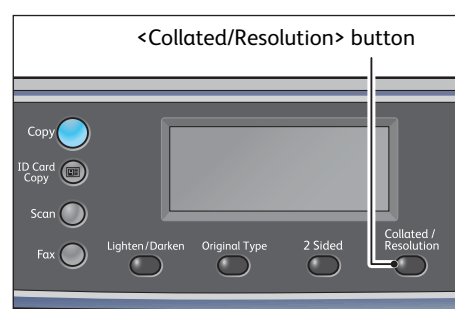 <Collated/Resolution> button
Copy
ID Card
Copy
Scan
Fax
Lighten/Darken
Original Type
2 Sided
Collated /
Resolution